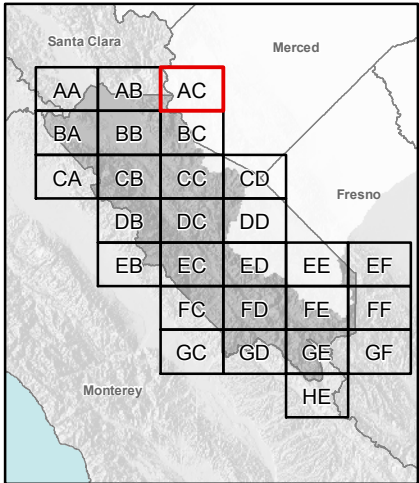 Santa Clara
Merced
AA AB AC
BA BB BC
CA CB CC CD
Fresno
DB DC DD
EB EC ED EE EF
FC FD FE FF
GC GD GE GF
Monterey
HE